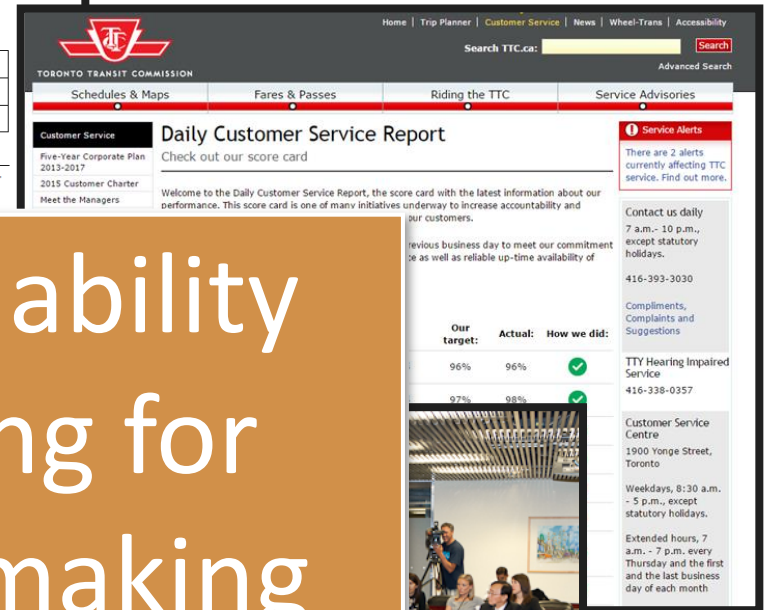 Home | Trip Planner | Customer Service | News | Wheel-Trans | Accessibility
Search TTC.ca:
Search
Advanced Search
TORONTO TRANSIT COMMISSION
Schedules & Maps
Fares & Passes
Riding the TTC
Service Advisories
Customer Service
Five-Year Corporate Plan
2013-2017
2015 Customer Charter
Meet the Managers
Daily Customer Service Report
Check out our score card
Welcome to the Daily Customer Service Report, the score card with the latest information about our
performance. This score card is one of many initiatives underway to increase accountability and
our customers.
revious business day to meet our commitment
ce as well as reliable up-time availability of
Our
target:
Actual:
How we did:
96%
96%
97%
98%
Service Alerts
There are 2 alerts
currently affecting TTC
service. Find out more.
Contact us daily
7 a.m.- 10 p.m.,
except statutory
holidays.
416-393-3030
Compliments,
Complaints and
Suggestions
TTY Hearing Impaired
Service
416-338-0357
Customer Service
Centre
1900 Yonge Street,
Toronto
Weekdays, 8:30 a.m.
- 5 p.m., except
statutory holidays.
Extended hours, 7
a.m. - 7 p.m. every
Thursday and the first
and the last business
day of each month
ability
ng for
making